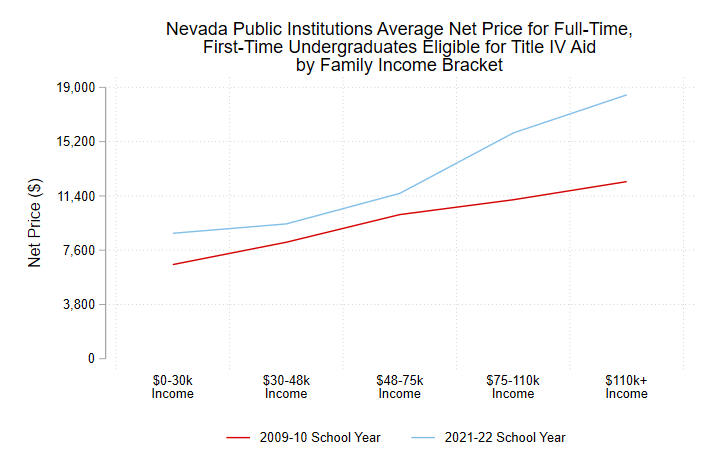 Nevada Public Institutions Average Net Price for Full-Time,
First-Time Undergraduates Eligible for Title IV Aid
by Family Income Bracket
Net Price ($)
19,000
15,200
11,400
7,600
3,800
0
$0-30k
Income
$30-48k
Income
$48-75k
Income
$75-110k
Income
$110k+
Income
2009-10 School Year
2021-22 School Year